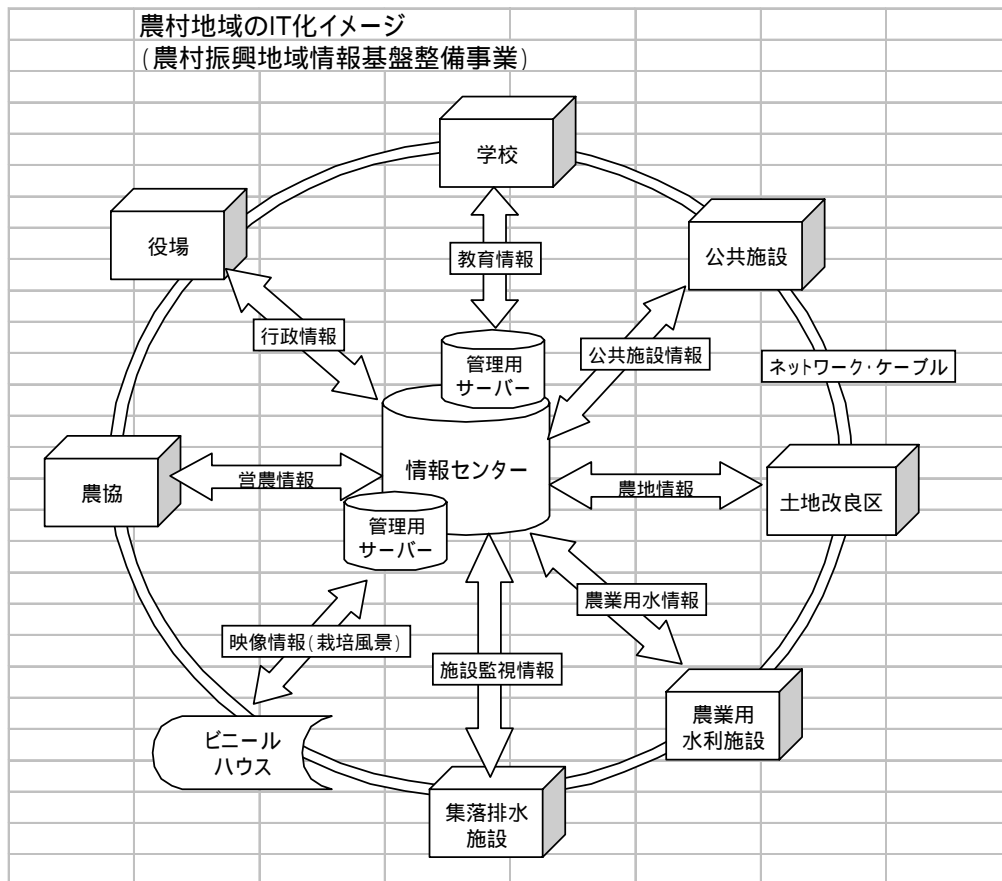 農村地域のIT化イメージ
(農村振興地域情報基盤整備事業)
学校
役場
公共施設
教育情報
行政情報
管理用
サーバー
公共施設情報
ネットワーク・ケーブル
農協
営農情報
情報センター
農地情報
土地改良区
管理用
サーバー
農業用水情報
映像情報(栽培風景)
施設監視情報
農業用
水利施設
ビニール
ハウス
集落排水
施設